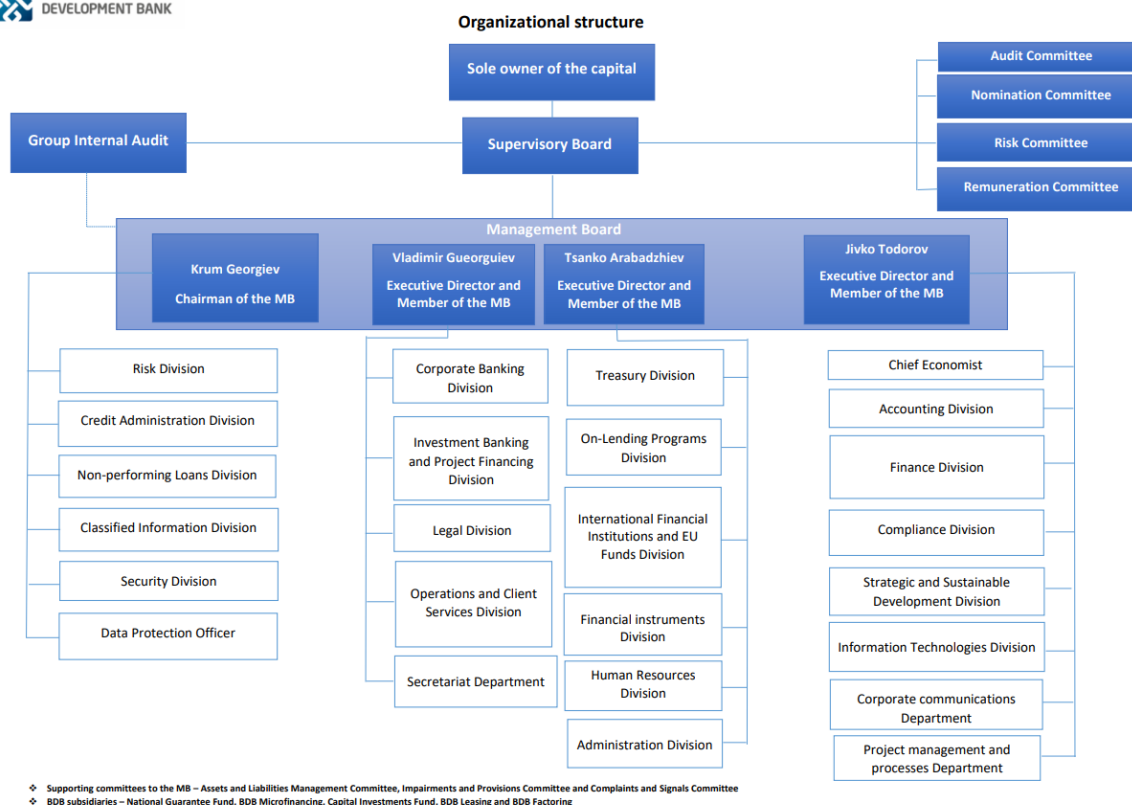 DEVELOPMENT BANK
Organizational structure
Sole owner of the capital
Audit Committee
Nomination Committee
Risk Committee
Remuneration Committee
Group Internal Audit
Supervisory Board
Management Board
Krum Georgiev
Chairman of the MB
Vladimir Gueorguiev
Executive Director and
Member of the MB
Tsanko Arabadzhiev
Executive Director and
Member of the MB
Jivko Todorov
Executive Director and
Member of the MB
Risk Division
Credit Administration Division
Non-performing Loans Division
Classified Information Division
Security Division
Data Protection Officer
Corporate Banking
Division
Investment Banking
and Project Financing
Division
Legal Division
Operations and Client
Services Division
Secretariat Department
Treasury Division
On-Lending Programs
Division
International Financial
Institutions and EU
Funds Division
Financial instruments
Division
Human Resources
Division
Administration Division
Chief Economist
Accounting Division
Finance Division
Compliance Division
Strategic and Sustainable
Development Division
Information Technologies Division
Corporate communications
Department
Project management and
processes Department
❖ Supporting committees to the MB – Assets and Liabilities Management Committee, Impairments and Provisions Committee and Complaints and Signals Committee
❖ BDB subsidiaries – National Guarantee Fund, BDB Microfinancing, Capital Investments Fund, BDB Leasing and BDB Factoring